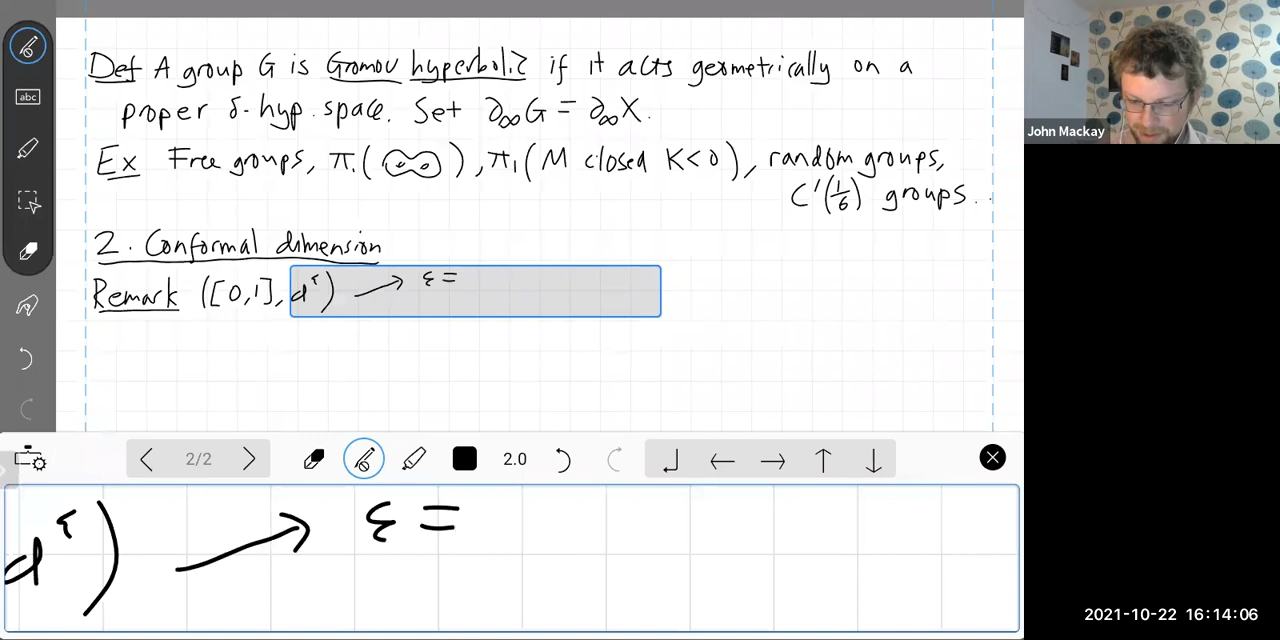 Def A group G is Gromov hyperbolic if it acts geometrically on a
proper δ-hyp. space. Set ∂∞G = ∂∞X.
Ex Free groups, π₁( ), π₁(M closed K<0), random groups,
C'(1/6) groups...
2. Conformal dimension
Remark ([0,1], d^ε) → ε =
abc
2/2
2.0
d^ε) → ε =
John Mackay
2021-10-22 16:14:06